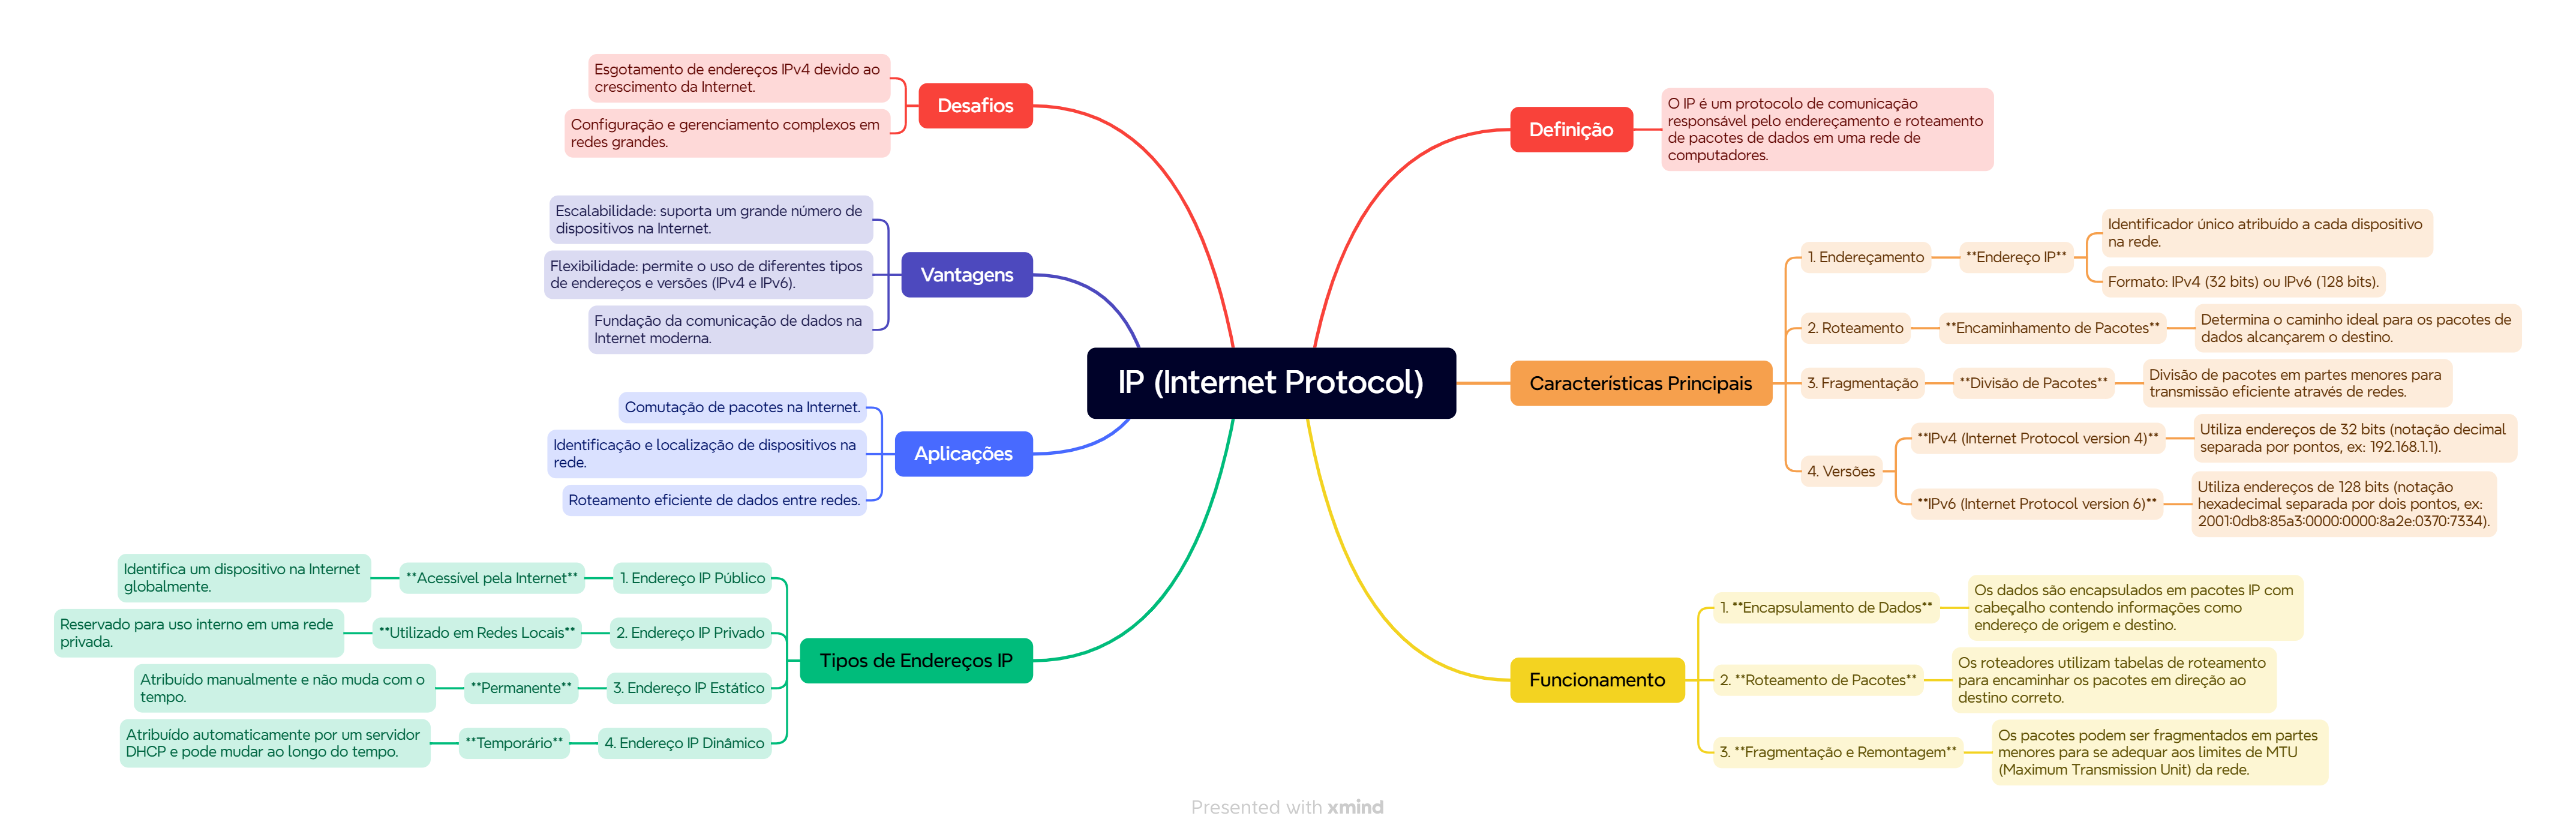 IP (Internet Protocol)
Definição
O IP é um protocolo de comunicação
responsável pelo endereçamento e roteamento
de pacotes de dados em uma rede de
computadores.
Características Principais
1. Endereçamento
**Endereço IP**
Identificador único atribuído a cada dispositivo
na rede.
Formato: IPv4 (32 bits) ou IPv6 (128 bits).
2. Roteamento
**Encaminhamento de Pacotes**
Determina o caminho ideal para os pacotes de
dados alcançarem o destino.
3. Fragmentação
**Divisão de Pacotes**
Divisão de pacotes em partes menores para
transmissão eficiente através de redes.
4. Versões
**IPv4 (Internet Protocol version 4)**
Utiliza endereços de 32 bits (notação decimal
separada por pontos, ex: 192.168.1.1).
**IPv6 (Internet Protocol version 6)**
Utiliza endereços de 128 bits (notação
hexadecimal separada por dois pontos, ex:
2001:0db8:85a3:0000:0000:8a2e:0370:7334).
Funcionamento
1. **Encapsulamento de Dados**
Os dados são encapsulados em pacotes IP com
cabeçalho contendo informações como
endereço de origem e destino.
2. **Roteamento de Pacotes**
Os roteadores utilizam tabelas de roteamento
para encaminhar os pacotes em direção ao
destino correto.
3. **Fragmentação e Remontagem**
Os pacotes podem ser fragmentados em partes
menores para se adequar aos limites de MTU
(Maximum Transmission Unit) da rede.
Desafios
Esgotamento de endereços IPv4 devido ao
crescimento da Internet.
Configuração e gerenciamento complexos em
redes grandes.
Vantagens
Escalabilidade: suporta um grande número de
dispositivos na Internet.
Flexibilidade: permite o uso de diferentes tipos
de endereços e versões (IPv4 e IPv6).
Fundação da comunicação de dados na
Internet moderna.
Aplicações
Comutação de pacotes na Internet.
Identificação e localização de dispositivos na
rede.
Roteamento eficiente de dados entre redes.
Tipos de Endereços IP
1. Endereço IP Público
**Acessível pela Internet**
Identifica um dispositivo na Internet
globalmente.
2. Endereço IP Privado
**Utilizado em Redes Locais**
Reservado para uso interno em uma rede
privada.
3. Endereço IP Estático
**Permanente**
Atribuído manualmente e não muda com o
tempo.
4. Endereço IP Dinâmico
**Temporário**
Atribuído automaticamente por um servidor
DHCP e pode mudar ao longo do tempo.
Presented with xmind